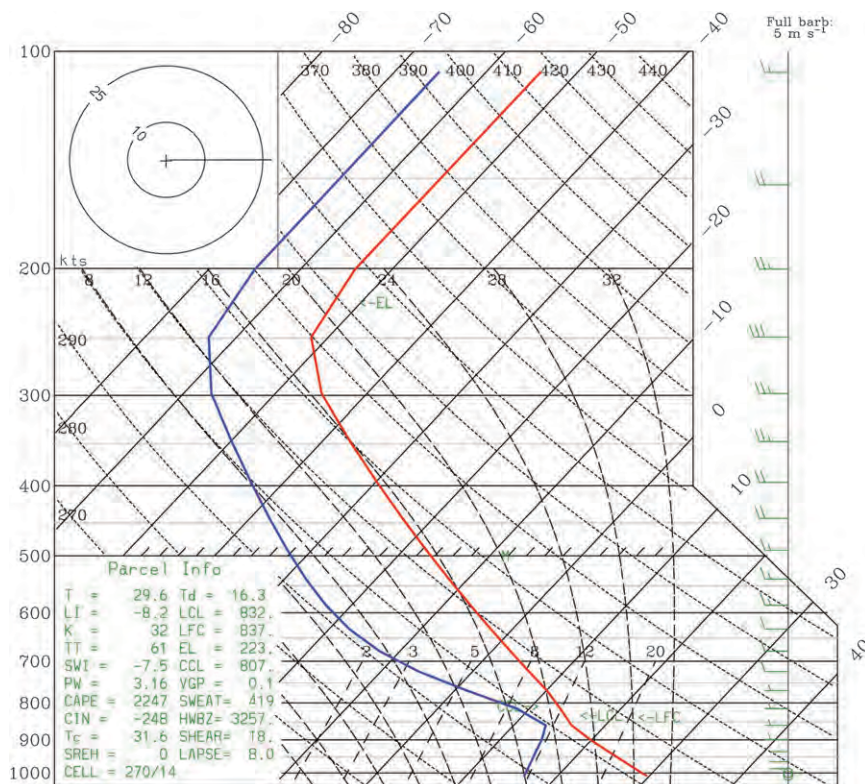 -80 -70 -60 -50 -40
Full barb:
5 m s⁻¹
100
370 380 390 400 410 420 430 440
25
10
-30
-20
200
kts
8 12 16 20 24 28 32
<-EL
-10
290
300
0
280
400
10
270
500
30
Parcel Info
T = 29.6 Td = 16.3
LI = -8.2 LCL = 832.
K = 32 LFC = 837.
TT = 61 EL = 223.
SWI = -7.5 CCL = 807.
PW = 3.16 VGP = 0.1
CAPE = 2247 SWEAT= 419
CIN = -248 HWBZ= 3257.
Tc = -31.6 SHEAR= 18.
SREH = 0 LAPSE= 8.0
CELL = 270/14
600
40
2 3 5 8 12 20
700
800
<-LCL <-LFC
900
1000